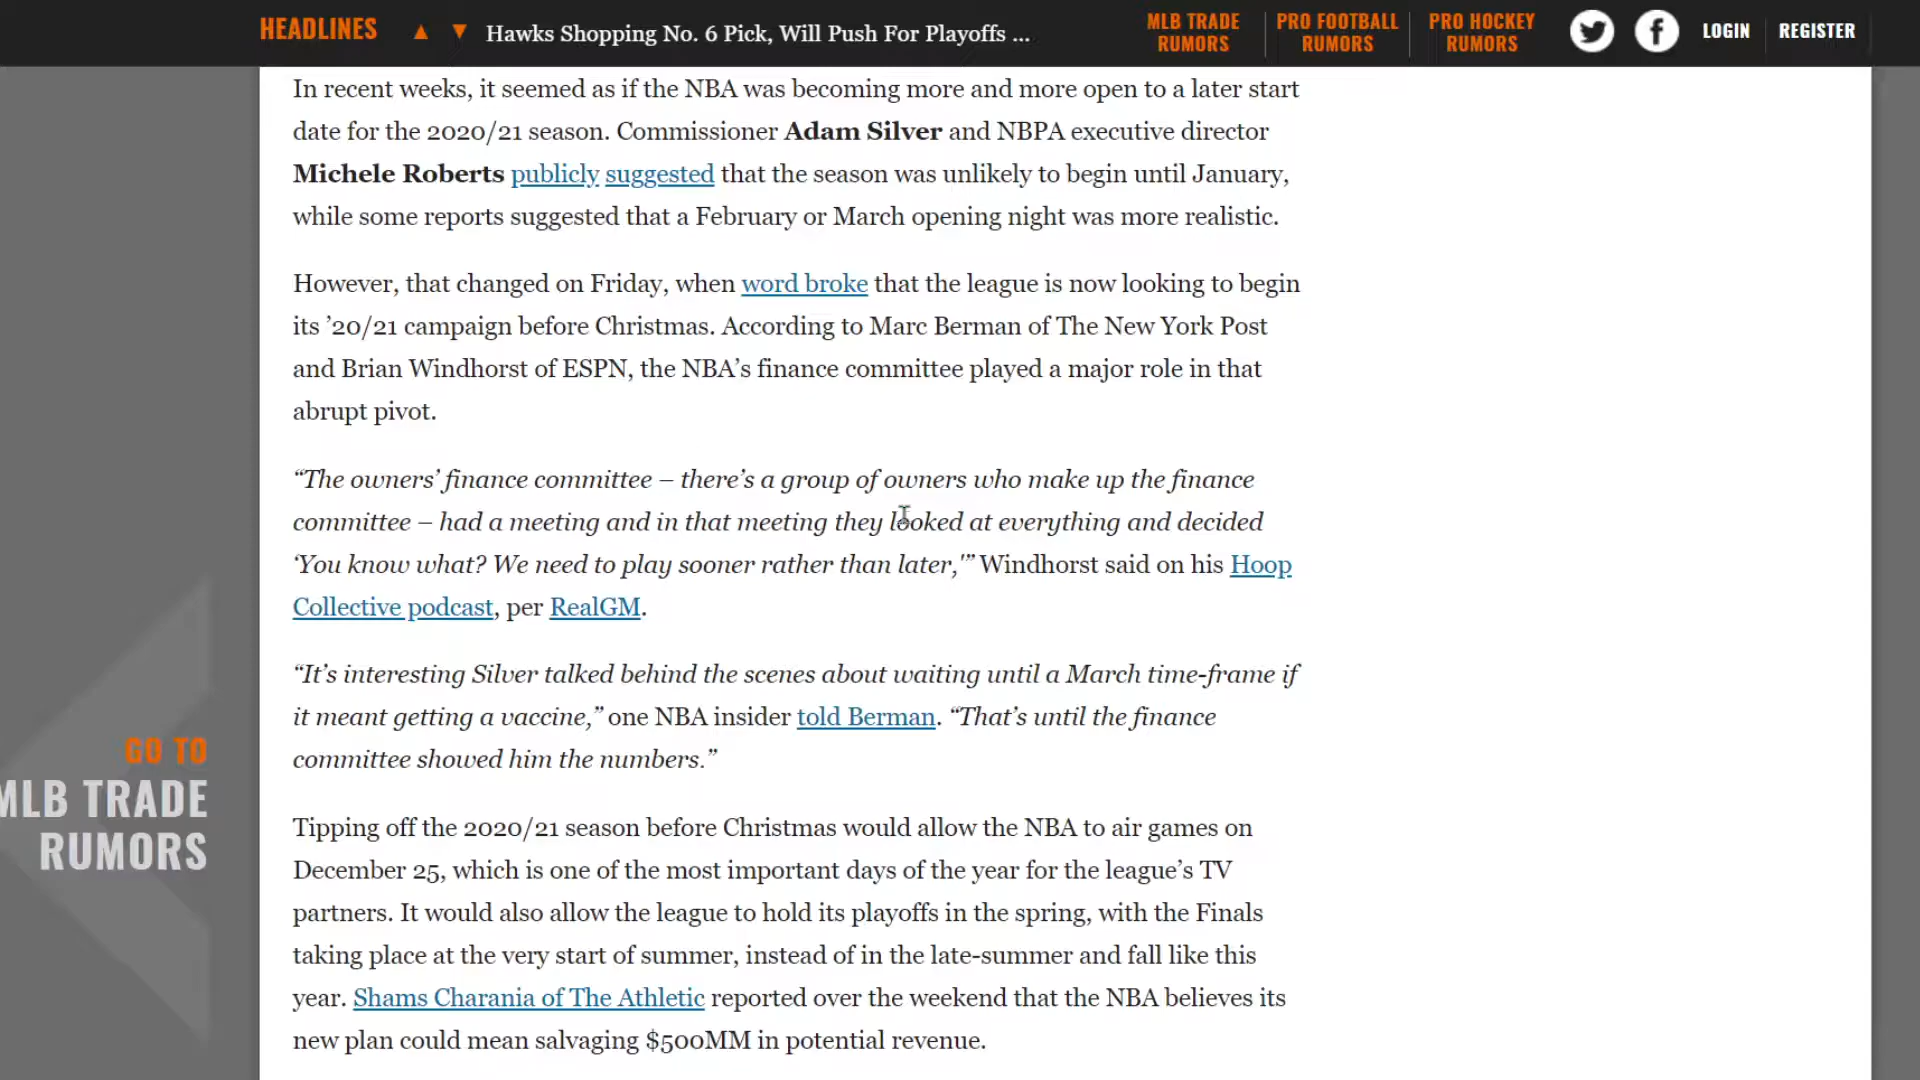 HEADLINES
Hawks Shopping No. 6 Pick, Will Push For Playoffs ...
MLB TRADE
RUMORS
PRO FOOTBALL
RUMORS
PRO HOCKEY
RUMORS
LOGIN
REGISTER
In recent weeks, it seemed as if the NBA was becoming more and more open to a later start
date for the 2020/21 season. Commissioner Adam Silver and NBPA executive director
Michele Roberts publicly suggested that the season was unlikely to begin until January,
while some reports suggested that a February or March opening night was more realistic.
However, that changed on Friday, when word broke that the league is now looking to begin
its ’20/21 campaign before Christmas. According to Marc Berman of The New York Post
and Brian Windhorst of ESPN, the NBA’s finance committee played a major role in that
abrupt pivot.
“The owners’ finance committee – there’s a group of owners who make up the finance
committee – had a meeting and in that meeting they looked at everything and decided
‘You know what? We need to play sooner rather than later,'” Windhorst said on his Hoop
Collective podcast, per RealGM.
“It’s interesting Silver talked behind the scenes about waiting until a March time-frame if
it meant getting a vaccine,” one NBA insider told Berman. “That’s until the finance
committee showed him the numbers.”
Tipping off the 2020/21 season before Christmas would allow the NBA to air games on
December 25, which is one of the most important days of the year for the league’s TV
partners. It would also allow the league to hold its playoffs in the spring, with the Finals
taking place at the very start of summer, instead of in the late-summer and fall like this
year. Shams Charania of The Athletic reported over the weekend that the NBA believes its
new plan could mean salvaging $500MM in potential revenue.
GO TO
MLB TRADE
RUMORS